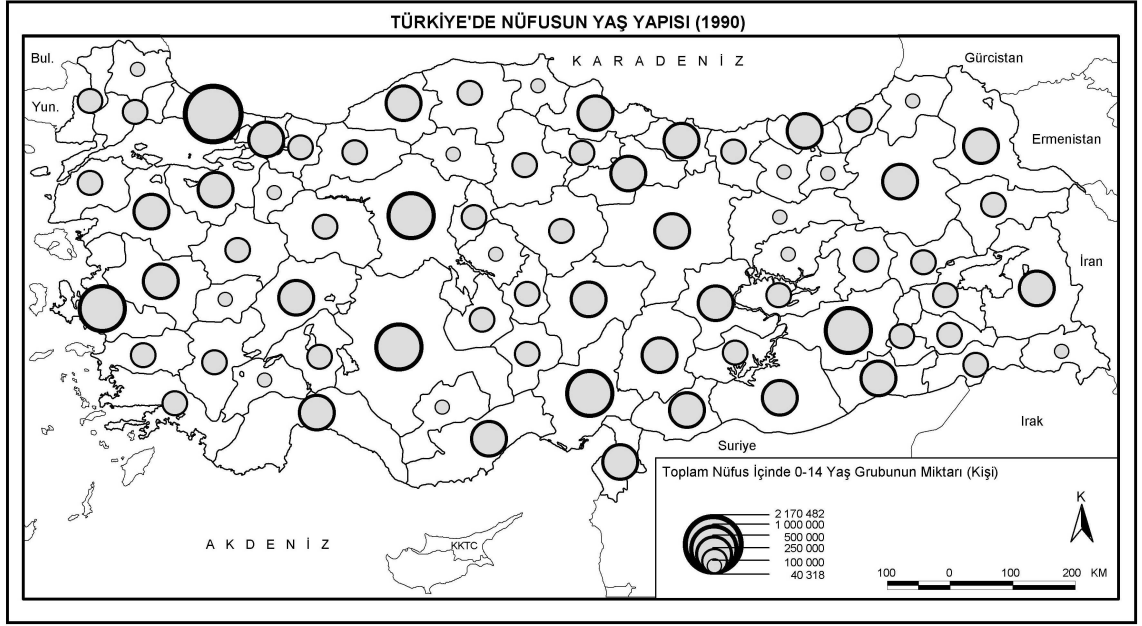 TÜRKİYE'DE NÜFUSUN YAŞ YAPISI (1990)
Bul.
KARADENİZ
Gürcistan
Yun.
Ermenistan
İran
Irak
Suriye
Toplam Nüfus İçinde 0-14 Yaş Grubunun Miktarı (Kişi)
2 170 482
1 000 000
500 000
250 000
100 000
40 318
K
AKDENİZ
KKTC
100 0 100 200 KM